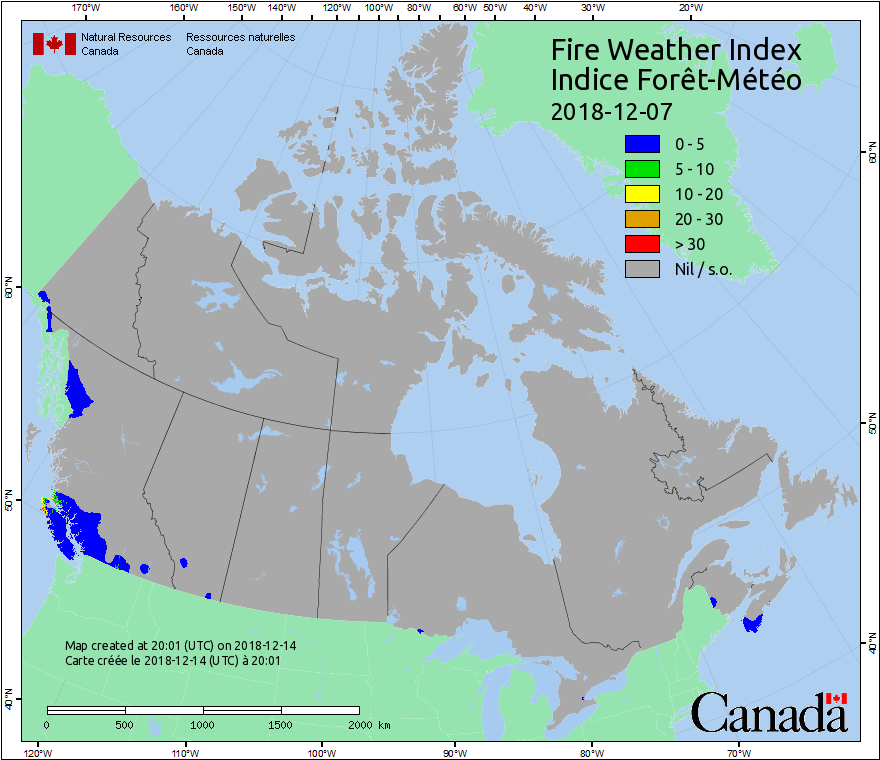 170°W 160°W 150°W 140°W 130°W 120°W 110°W 100°W 90°W 80°W 60°W 50°W 40°W 30°W 20°W
Natural Resources Canada
Ressources naturelles Canada
Fire Weather Index
Indice Forêt-Météo
2018-12-07
0 - 5
5 - 10
10 - 20
20 - 30
> 30
Nil / s.o.
60°N
50°N
40°N
60°N
50°N
40°N
Map created at 20:01 (UTC) on 2018-12-14
Carte créée le 2018-12-14 (UTC) à 20:01
0 500 1000 1500 2000 km
Canada
120°W 110°W 100°W 90°W 80°W 70°W